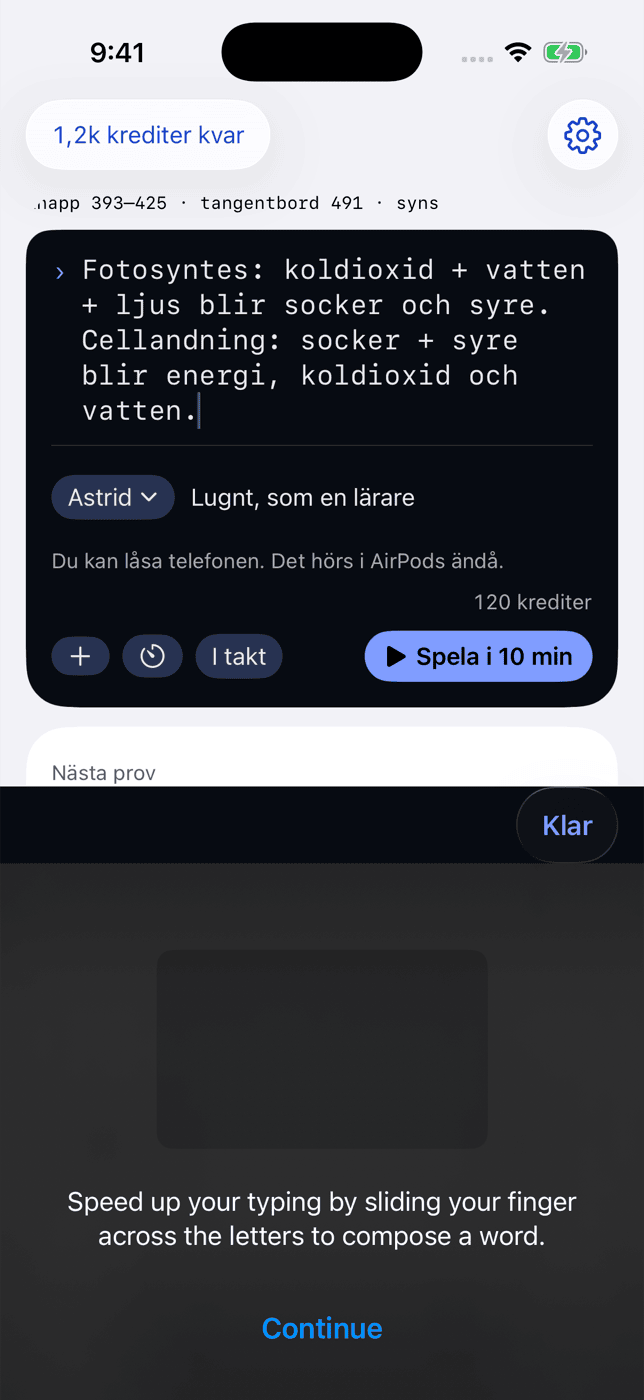 9:41
1,2k krediter kvar
napp 393–425 · tangentbord 491 · syns
› Fotosyntes: koldioxid + vatten
+ ljus blir socker och syre.
Cellandning: socker + syre
blir energi, koldioxid och
vatten.
Astrid Lugnt, som en lärare
Du kan låsa telefonen. Det hörs i AirPods ändå.
120 krediter
I takt Spela i 10 min
Nästa prov
Klar
Speed up your typing by sliding your finger
across the letters to compose a word.
Continue